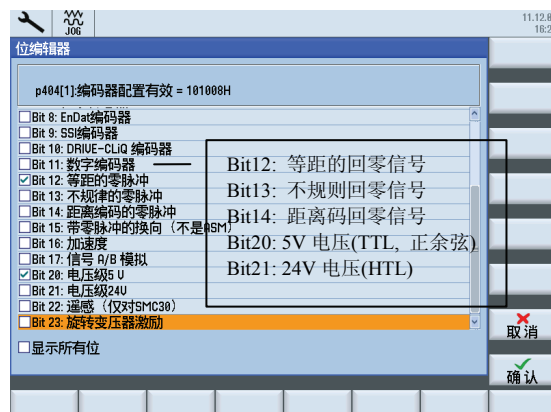 JOG
11.12.0
16:2
位编辑器
p404[1]:编码器配置有效 = 101008H
Bit 8: EnDat编码器
Bit 9: SSI编码器
Bit 10: DRIVE-CLiQ 编码器
Bit 11: 数字编码器
Bit 12: 等距的零脉冲
Bit 13: 不规律的零脉冲
Bit 14: 距离编码的零脉冲
Bit 15: 带零脉冲的换向（不是ASM）
Bit 16: 加速度
Bit 17: 信号 A/B 模拟
Bit 20: 电压级5 U
Bit 21: 电压级24U
Bit 22: 遥感（仅对SMC30）
Bit 23: 旋转变压器激励
显示所有位
Bit12: 等距的回零信号
Bit13: 不规则回零信号
Bit14: 距离码回零信号
Bit20: 5V 电压(TTL, 正余弦)
Bit21: 24V 电压(HTL)
取消
确认